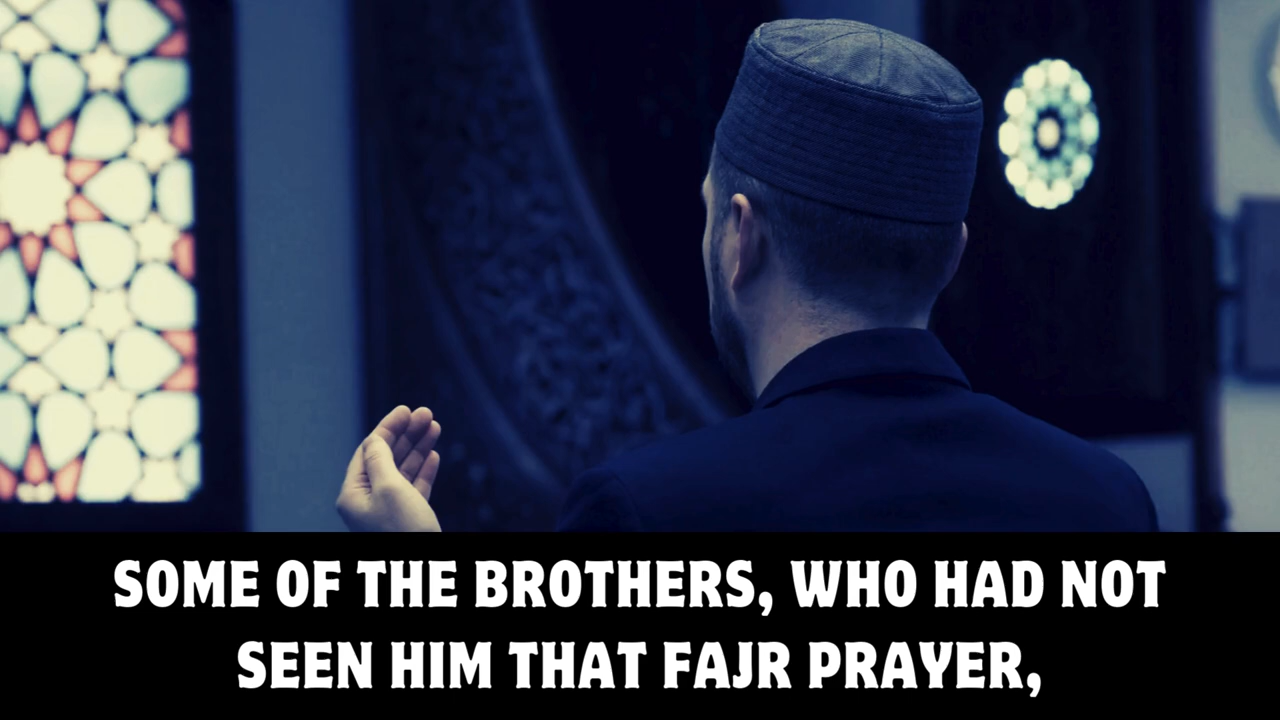 SOME OF THE BROTHERS, WHO HAD NOT
SEEN HIM THAT FAJR PRAYER,